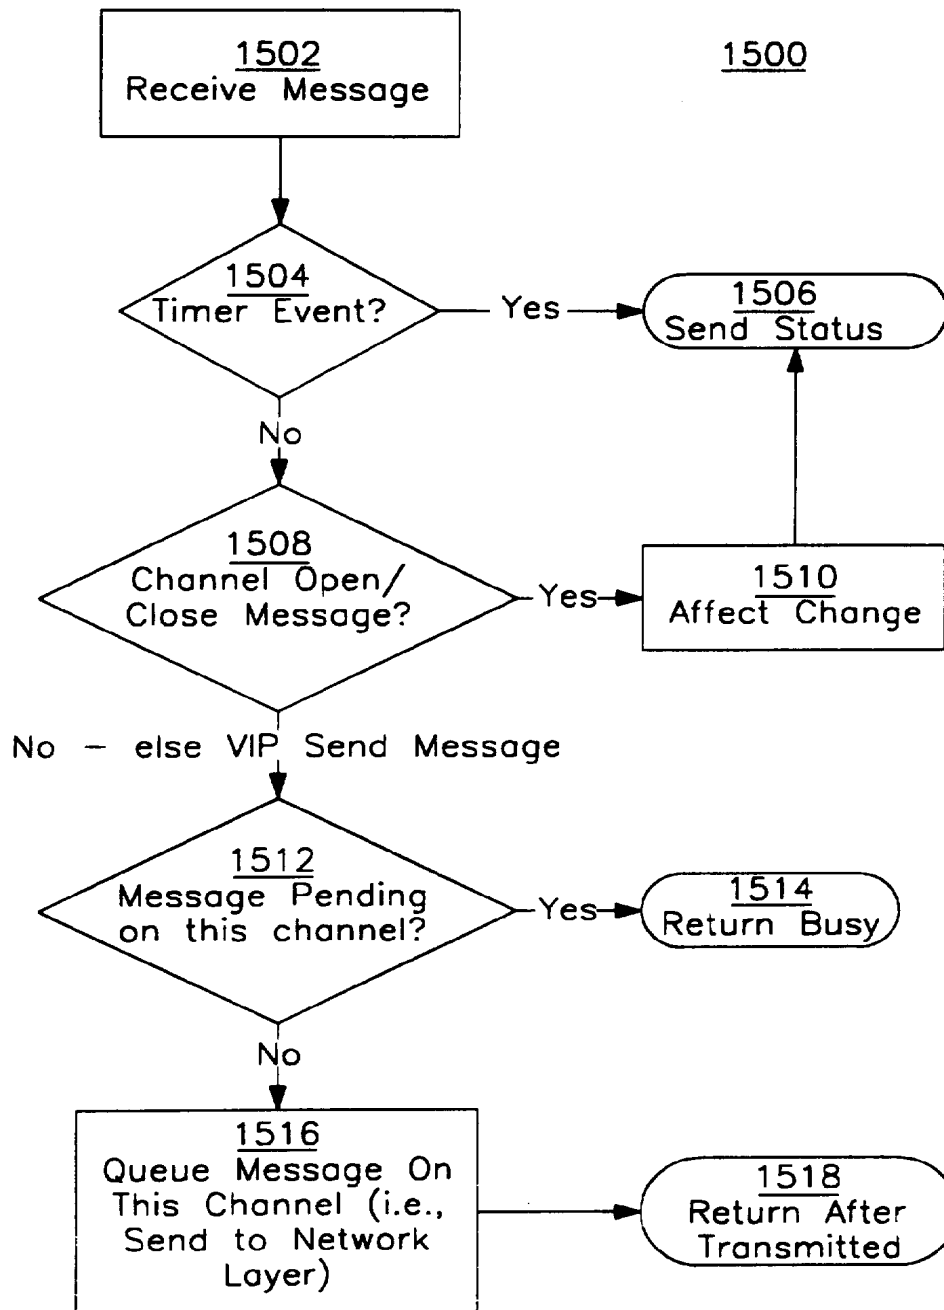 1502
Receive Message
1500
1504
Timer Event?
Yes
1506
Send Status
No
1508
Channel Open/
Close Message?
Yes
1510
Affect Change
No – else VIP Send Message
1512
Message Pending
on this channel?
Yes
1514
Return Busy
No
1516
Queue Message On
This Channel (i.e.,
Send to Network
Layer)
1518
Return After
Transmitted